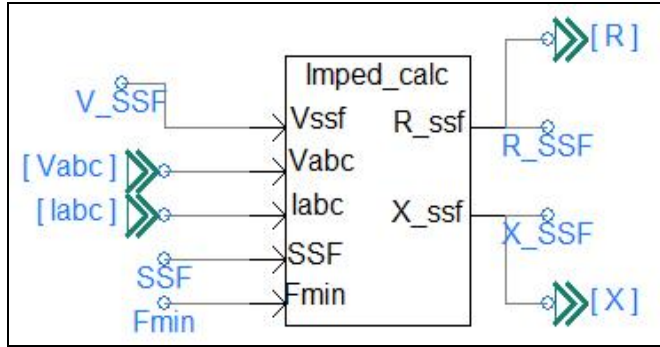 [ R ]
Imped_calc
V_SSF
Vssf
R_ssf
R_SSF
[ Vabc ]
Vabc
[ Iabc ]
Iabc
X_ssf
X_SSF
SSF
SSF
Fmin
Fmin
[ X ]